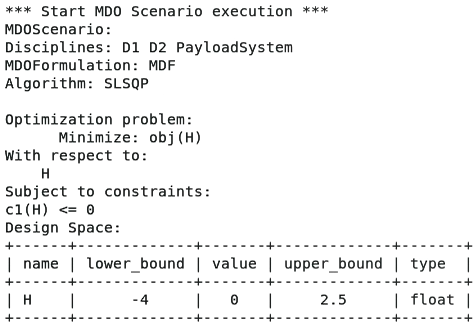 *** Start MDO Scenario execution ***
MDOScenario:
Disciplines: D1 D2 PayloadSystem
MDOFormulation: MDF
Algorithm: SLSQP

Optimization problem:
      Minimize: obj(H)
With respect to:
    H
Subject to constraints:
c1(H) <= 0
Design Space:
+------+-------------+-------+-------------+-------+
| name | lower_bound | value | upper_bound | type  |
+------+-------------+-------+-------------+-------+
| H    |      -4     |   0   |     2.5     | float |
+------+-------------+-------+-------------+-------+